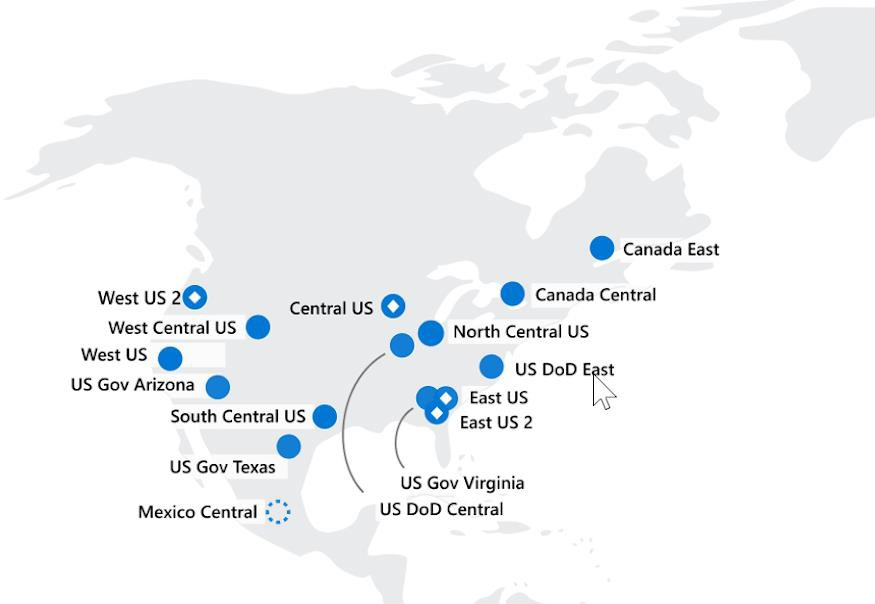 Canada East
Canada Central
West US 2
Central US
West Central US
North Central US
West US
US DoD East
US Gov Arizona
East US
South Central US
East US 2
US Gov Texas
US Gov Virginia
US DoD Central
Mexico Central